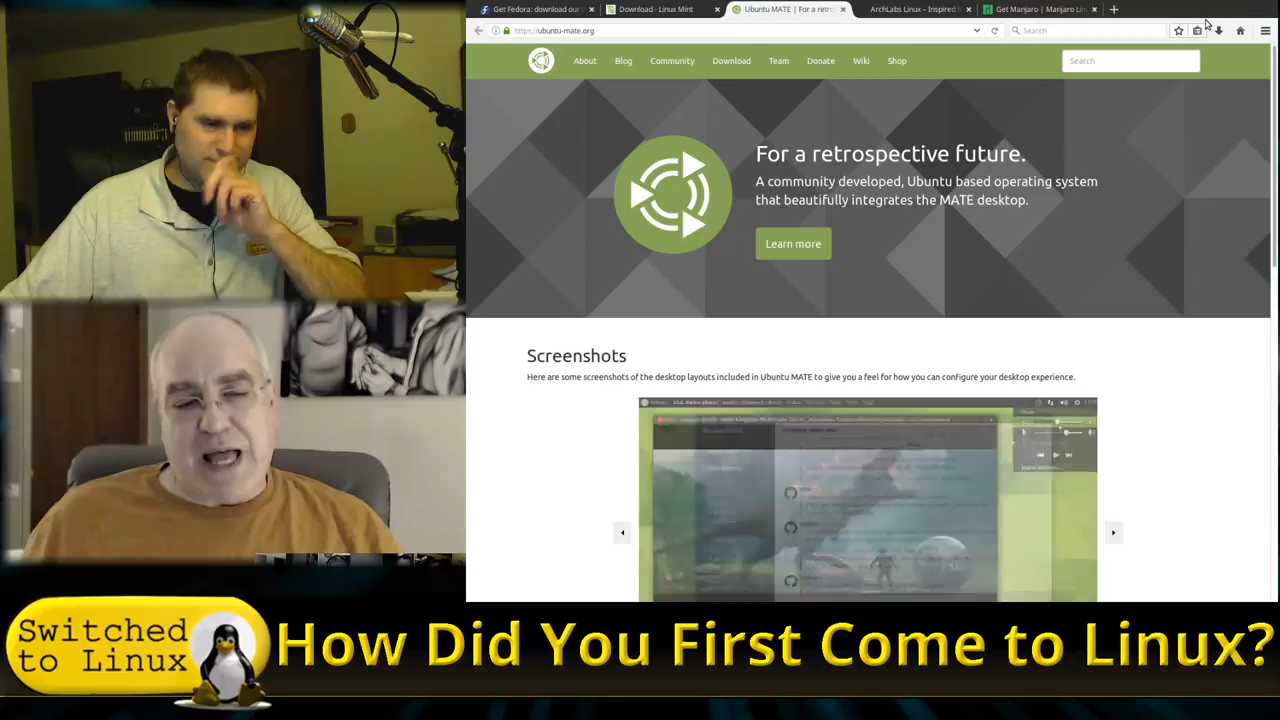 Get Fedora: download our
Download - Linux Mint
Ubuntu MATE | For a retro
ArchLabs Linux – Inspired
Get Manjaro | Manjaro Lin
https://ubuntu-mate.org
Search
About
Blog
Community
Download
Team
Donate
Wiki
Shop
Search
For a retrospective future.
A community developed, Ubuntu based operating system
that beautifully integrates the MATE desktop.
Learn more
Screenshots
Here are some screenshots of the desktop layouts included in Ubuntu MATE to give you a feel for how you can configure your desktop experience.
Switched
to Linux
How Did You First Come to Linux?